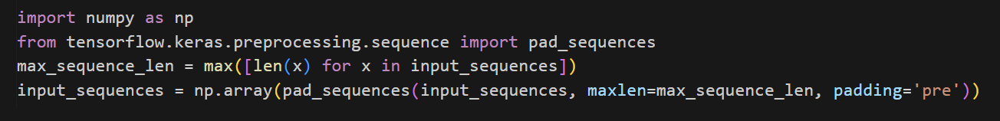 import numpy as np
from tensorflow.keras.preprocessing.sequence import pad_sequences
max_sequence_len = max([len(x) for x in input_sequences])
input_sequences = np.array(pad_sequences(input_sequences, maxlen=max_sequence_len, padding='pre'))